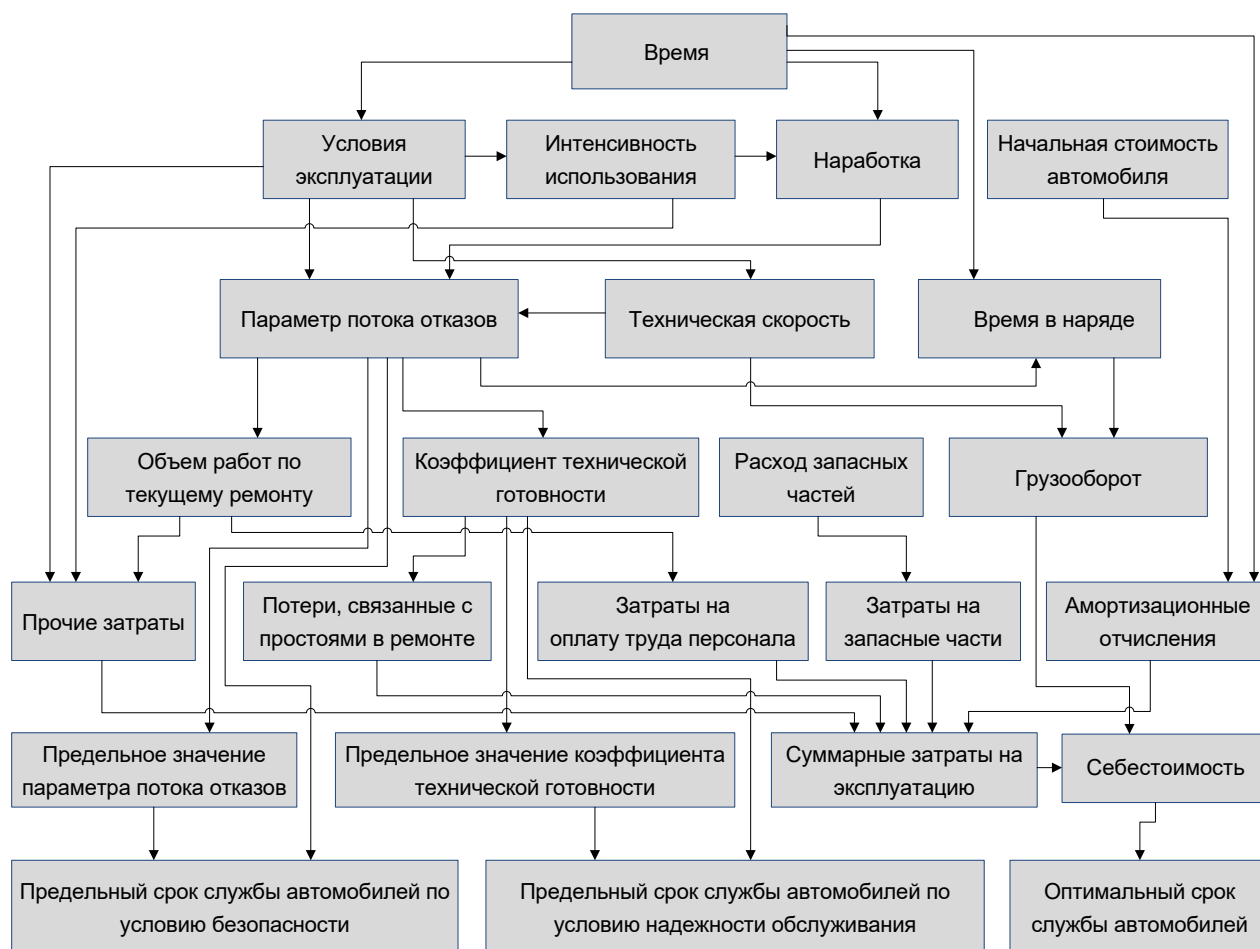 Время
Условия
эксплуатации
Интенсивность
использования
Наработка
Начальная стоимость
автомобиля
Параметр потока отказов
Техническая скорость
Время в наряде
Объем работ по
текущему ремонту
Коэффициент технической
готовности
Расход запасных
частей
Грузооборот
Прочие затраты
Потери, связанные с
простоями в ремонте
Затраты на
оплату труда персонала
Затраты на
запасные части
Амортизационные
отчисления
Предельное значение
параметра потока отказов
Предельное значение коэффициента
технической готовности
Суммарные затраты на
эксплуатацию
Себестоимость
Предельный срок службы автомобилей по
условию безопасности
Предельный срок службы автомобилей по
условию надежности обслуживания
Оптимальный срок
службы автомобилей